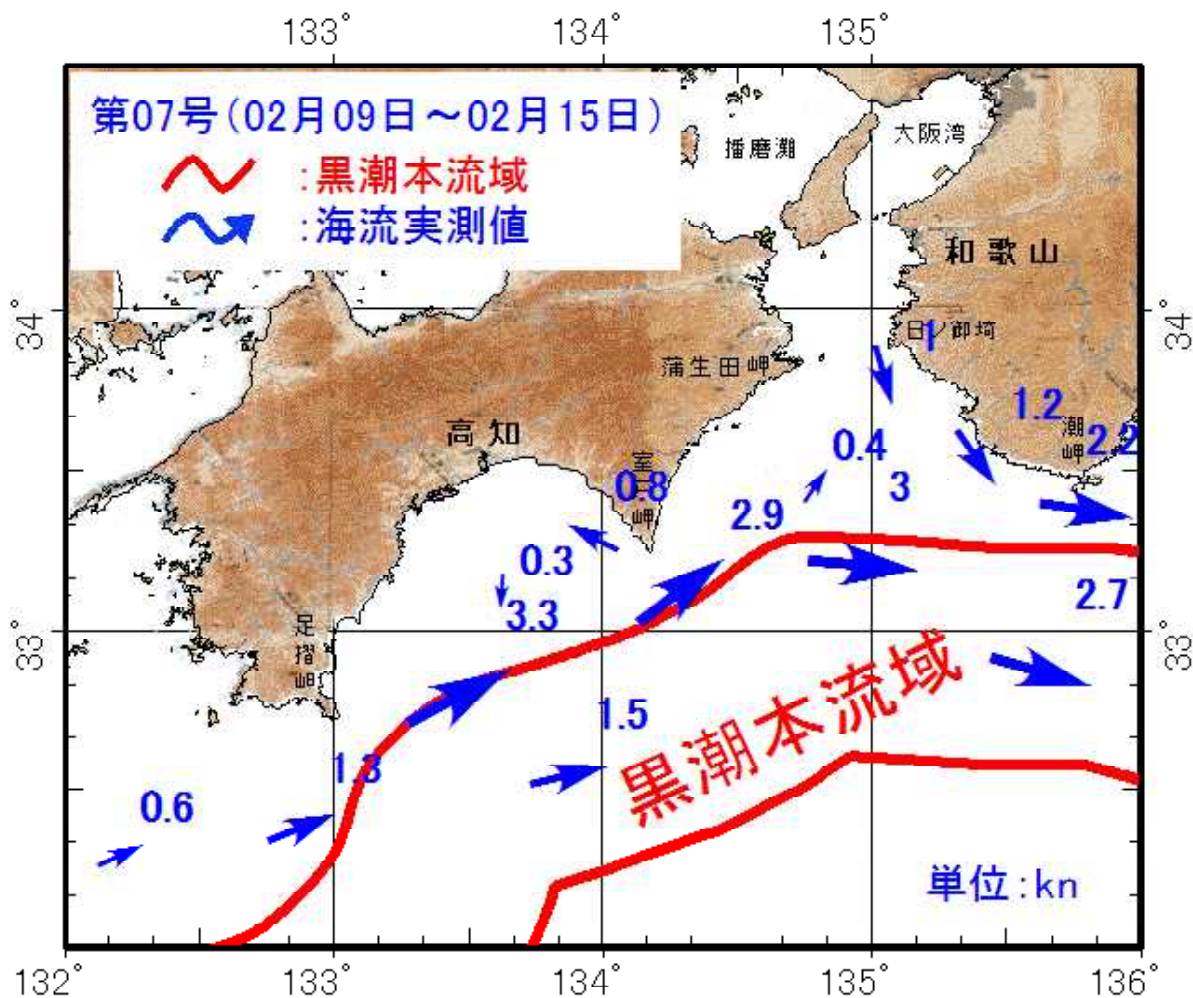 133° 134° 135°
第07号(02月09日～02月15日)
:黒潮本流域
:海流実測値
播磨灘
大阪湾
和歌山
34° 34°
日ノ御埼
1
蒲生田岬
1.2
潮岬
2.2
高知
0.4
室戸岬
0.8
3
2.9
0.3
3.3
2.7
33° 33°
足摺岬
黒潮本流域
1.5
1.3
0.6
単位:kn
132° 133° 134° 135° 136°